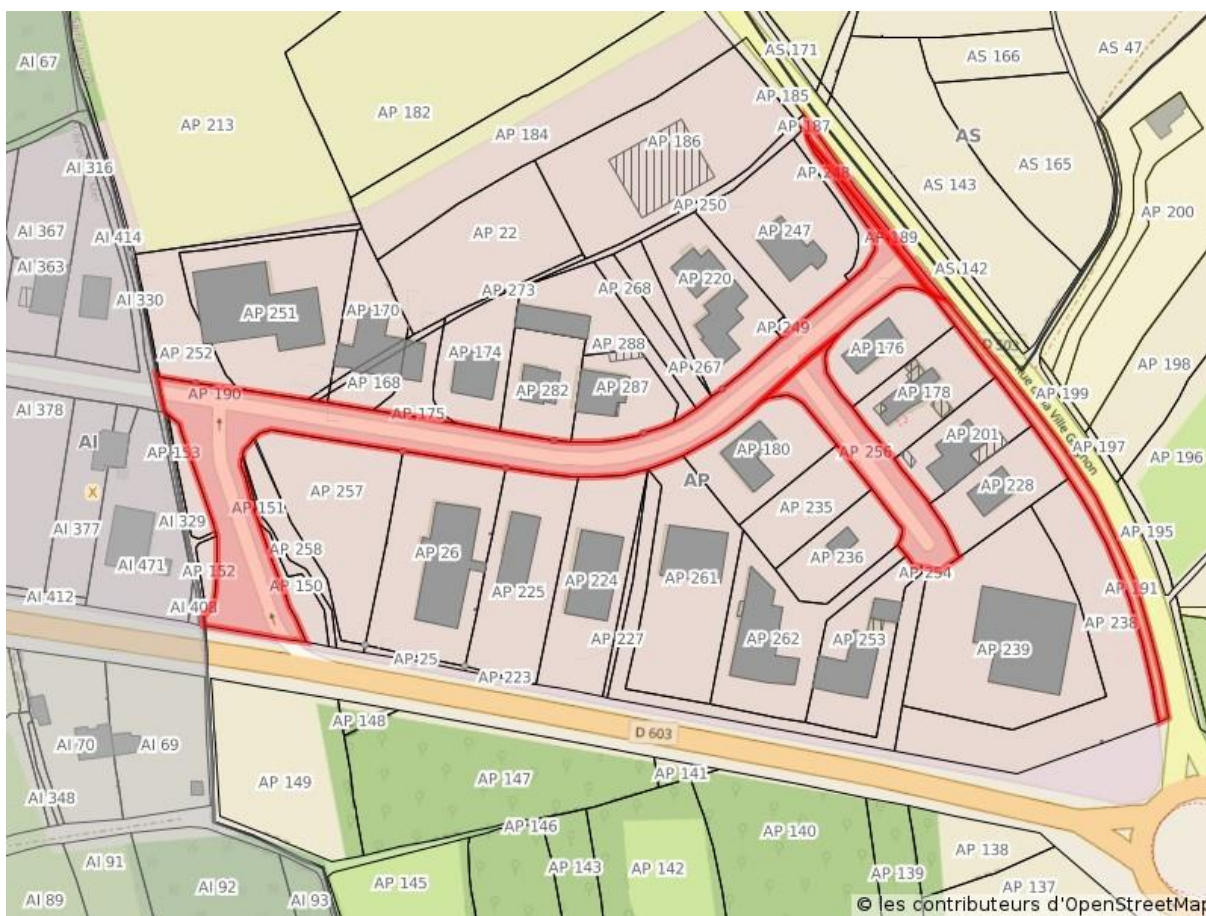 AS 171
AS 166
AS 47
AI 67
AP 185
AP 182
AP 213
AP 184
AP 187
AS
AP 186
AI 316
AS 165
AP 248
AS 143
AP 250
AP 200
AI 367
AI 414
AP 22
AP 247
AP 189
AI 363
AS 142
AP 220
AP 273
AP 268
AI 330
AP 251
AP 170
AP 249
AP 288
D 503
AP 252
AP 174
AP 176
AP 198
AP 267
AP 168
AP 282
AP 287
AP 190
AP 178
AP 199
AI 378
AP 175
AP 201
AI
AP 153
AP 180
AP 256
AP 197
AP 196
X
AP
AP 228
AP 257
AP 151
AP 235
AI 377
AI 329
AP 195
AP 258
AP 26
AP 236
AI 471
AP 152
AP 225
AP 224
AP 261
AP 254
AP 150
AP 191
AI 412
AP 238
AP 227
AP 262
AP 253
AP 239
AP 25
AP 223
AP 148
D 603
AI 70
AI 69
AP 149
AP 147
AP 141
AI 348
AP 146
AP 140
AI 91
AP 143
AP 142
AP 139
AP 138
AP 145
AI 89
AI 92
AI 93
AP 137
© les contributeurs d'OpenStreetMap